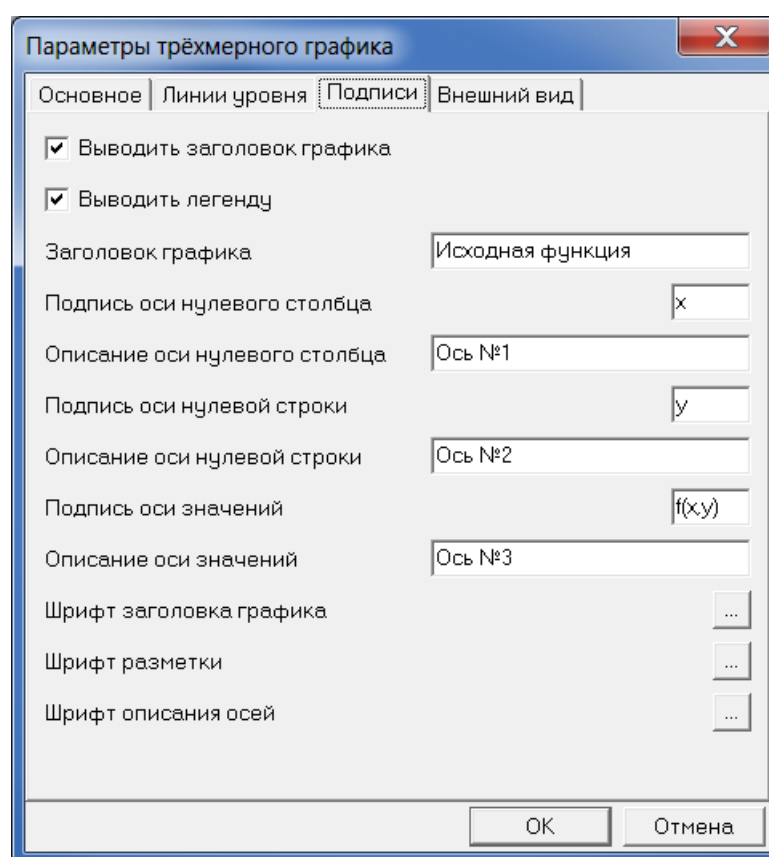 Параметры трёхмерного графика
Основное Линии уровня Подписи Внешний вид
Выводить заголовок графика
Выводить легенду
Заголовок графика Исходная функция
Подпись оси нулевого столбца x
Описание оси нулевого столбца Ось №1
Подпись оси нулевой строки y
Описание оси нулевой строки Ось №2
Подпись оси значений f(x,y)
Описание оси значений Ось №3
Шрифт заголовка графика ...
Шрифт разметки ...
Шрифт описания осей ...
OK Отмена